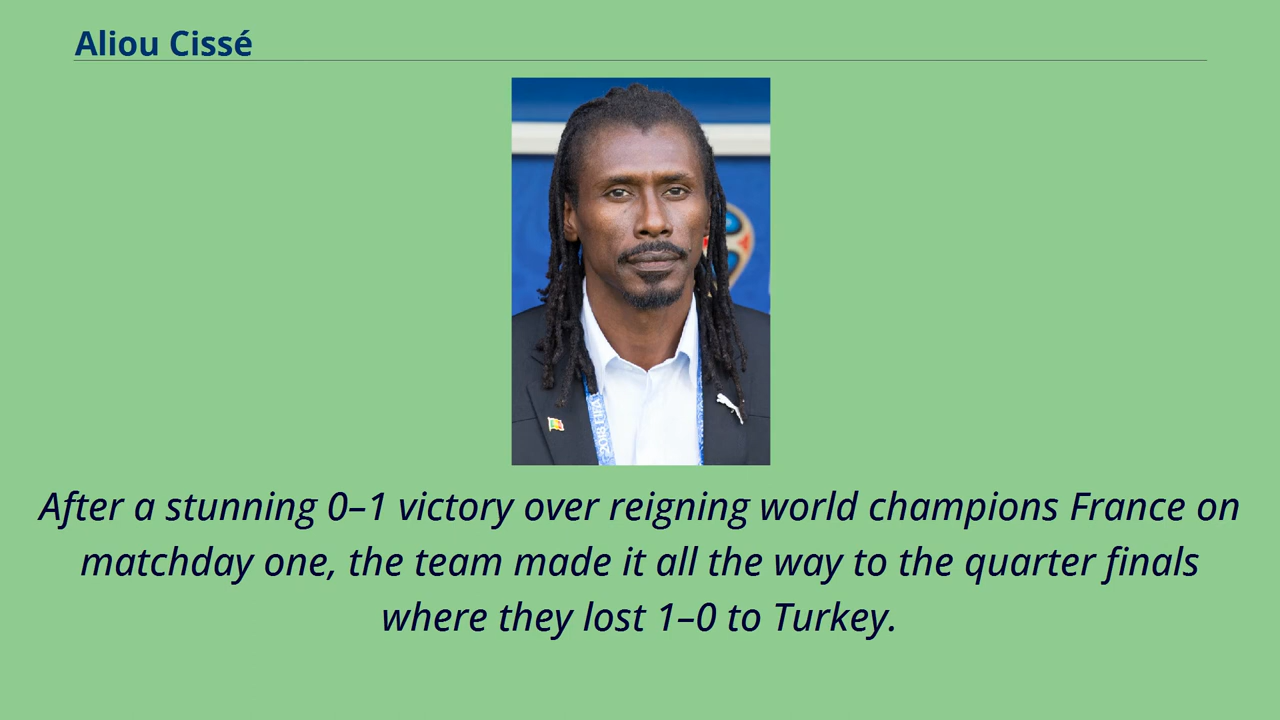 Aliou Cissé
After a stunning 0–1 victory over reigning world champions France on
matchday one, the team made it all the way to the quarter finals
where they lost 1–0 to Turkey.